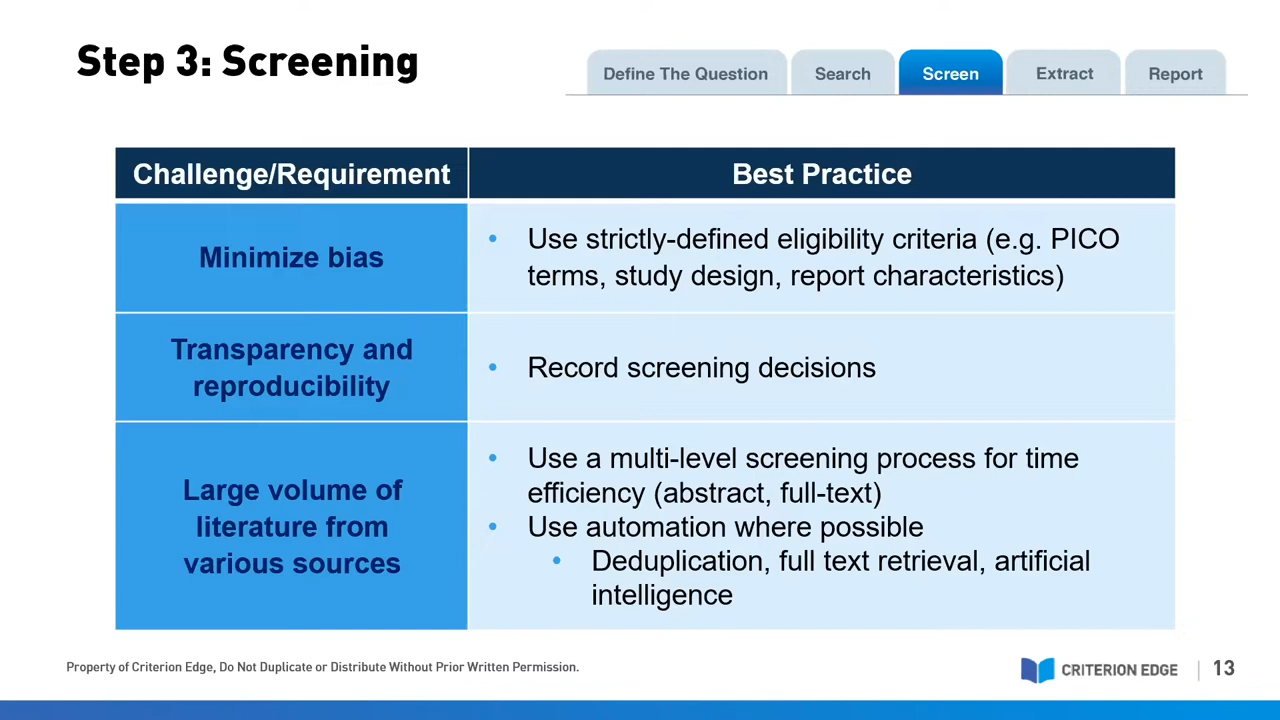 Step 3: Screening
Define The Question
Search
Screen
Extract
Report
Challenge/Requirement
Best Practice
Minimize bias
• Use strictly-defined eligibility criteria (e.g. PICO
terms, study design, report characteristics)
Transparency and
reproducibility
• Record screening decisions
Large volume of
literature from
various sources
• Use a multi-level screening process for time
efficiency (abstract, full-text)
• Use automation where possible
• Deduplication, full text retrieval, artificial
intelligence
Property of Criterion Edge, Do Not Duplicate or Distribute Without Prior Written Permission.
CRITERION EDGE
13